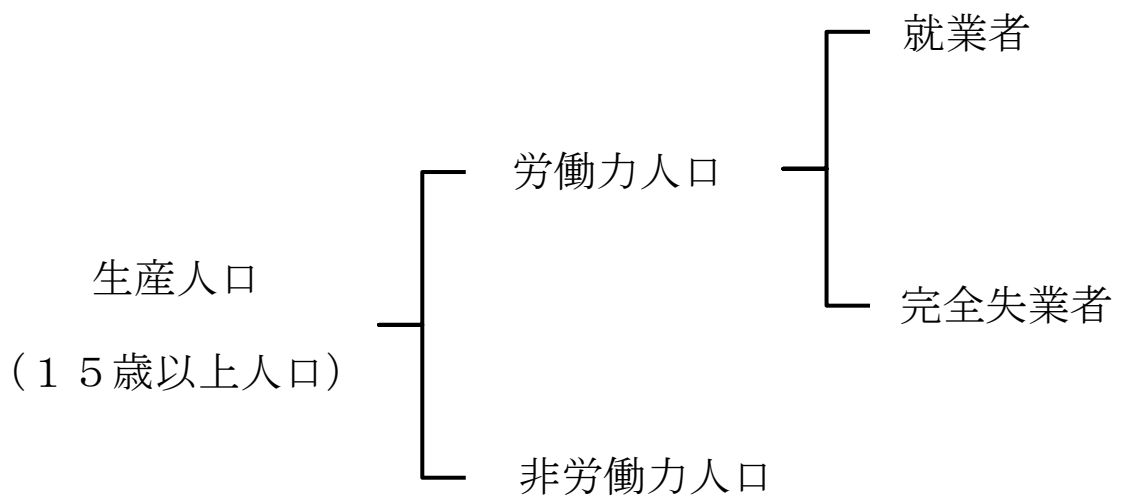 就業者
労働力人口
生産人口
完全失業者
（１５歳以上人口）
非労働力人口